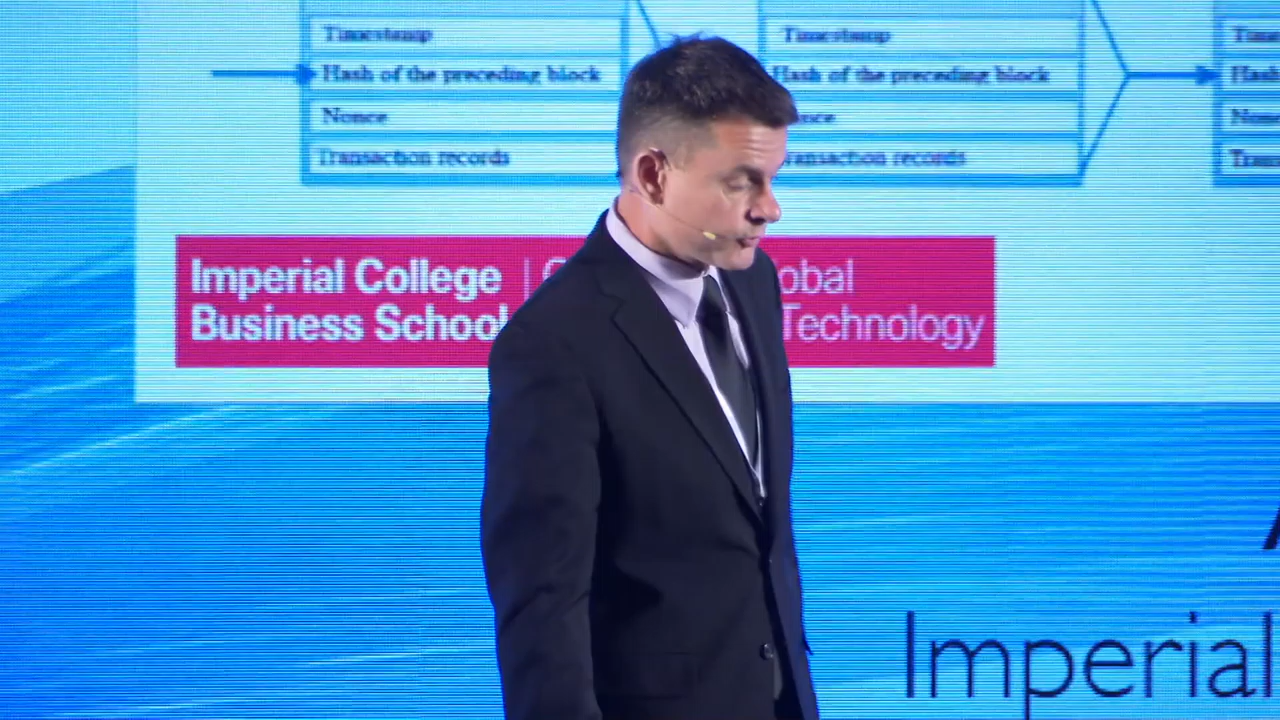 Timestamp
Hash of the preceding block
Nonce
Transaction records
Timestamp
Hash of the preceding block
Transaction records
Imperial College
Business School
Technology
Imperial